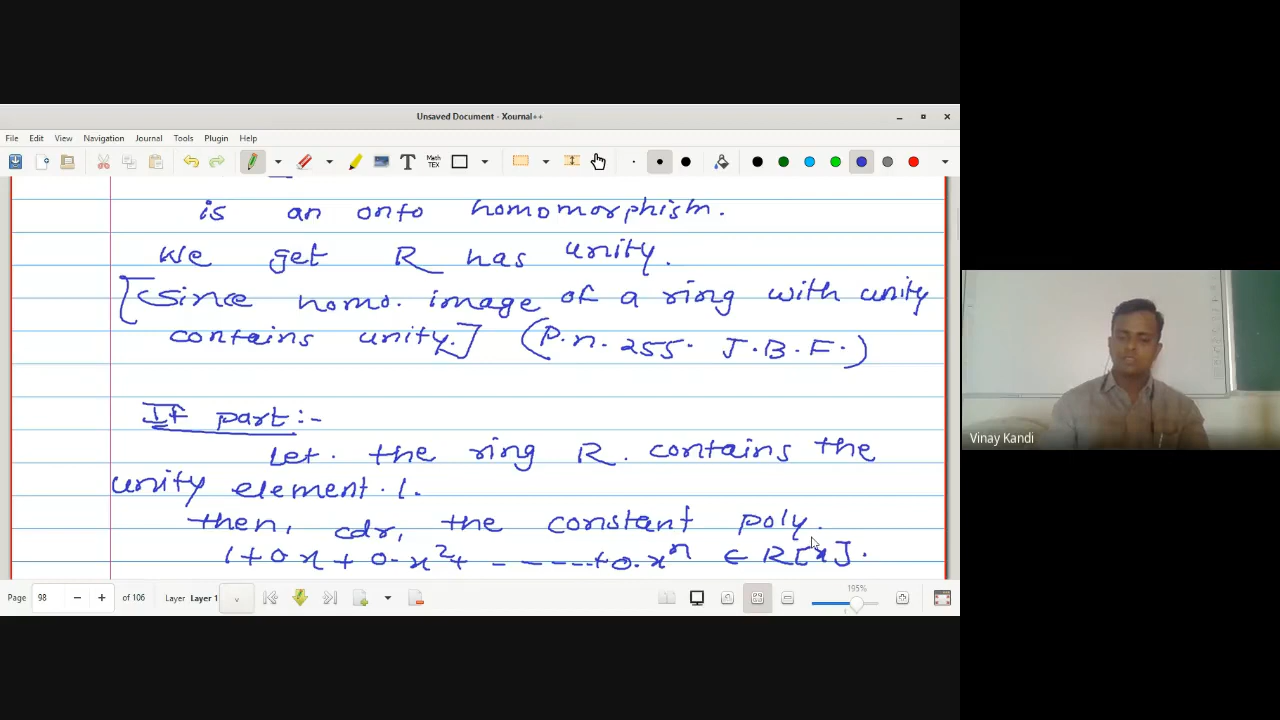 Unsaved Document - Xournal++
File Edit View Navigation Journal Tools Plugin Help
is an onto homomorphism.
We get R has unity.
[Since homo. image of a ring with unity
contains unity.] (P.n. 255. J.B.F.)
If part :-
Let. the ring R. contains the
unity element. 1.
then, cdr, the constant poly.
1 + 0 x + 0. x² + - - - - - ... + 0. xⁿ ∈ R[x].
Page 98 of 106 Layer Layer 1 195%
Vinay Kandi